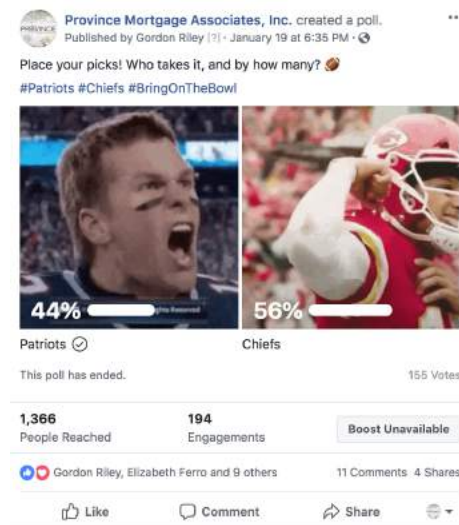 Province Mortgage Associates, Inc. created a poll.
Published by Gordon Riley [?] · January 19 at 6:35 PM ·
Place your picks! Who takes it, and by how many? 🏈
#Patriots #Chiefs #BringOnTheBowl
44%
56%
Patriots
Chiefs
This poll has ended.
155 Votes
1,366
194
People Reached
Engagements
Boost Unavailable
Gordon Riley, Elizabeth Ferro and 9 others
11 Comments 4 Shares
Like
Comment
Share